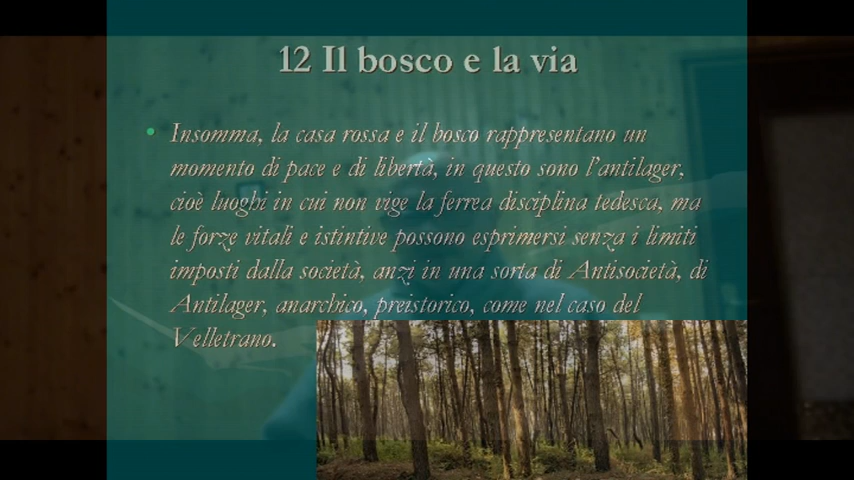 12 Il bosco e la via
• Insomma, la casa rossa e il bosco rappresentano un
momento di pace e di libertà, in questo sono l'antilager,
cioè luoghi in cui non vige la ferrea disciplina tedesca, ma
le forze vitali e istintive possono esprimersi senza i limiti
imposti dalla società, anzi in una sorta di Antisocietà, di
Antilager, anarchico, preistorico, come nel caso del
Velletrano.